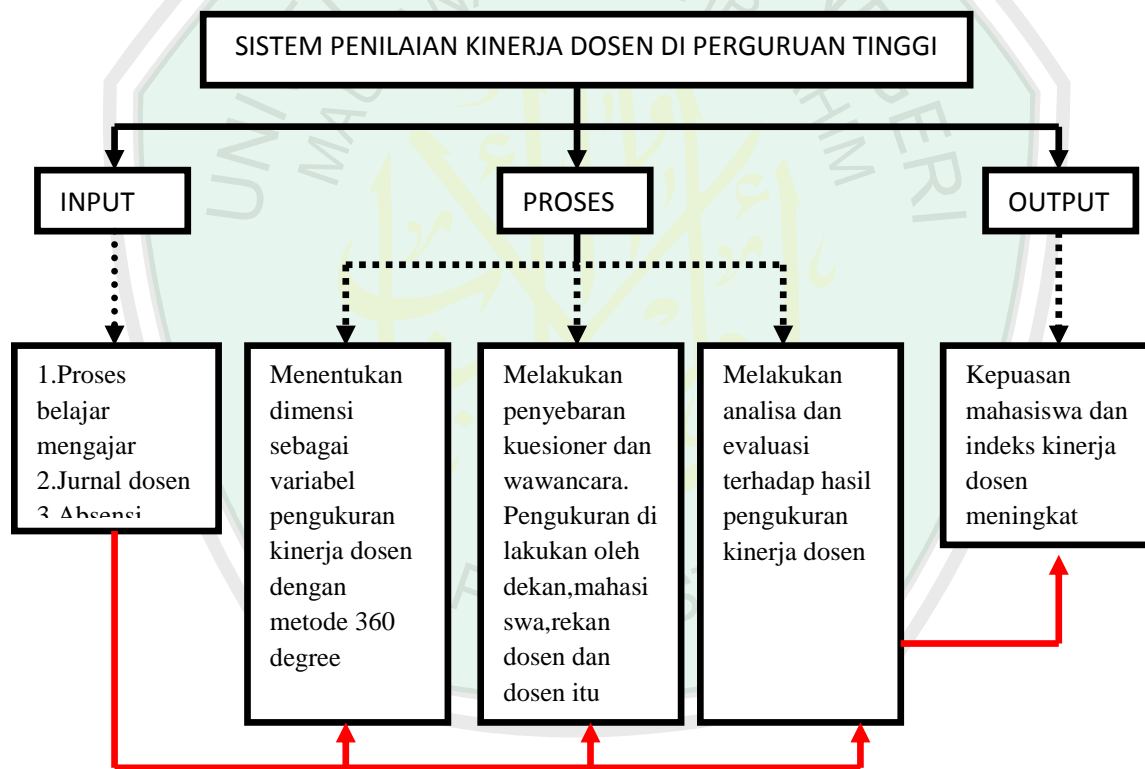 SISTEM PENILAIAN KINERJA DOSEN DI PERGURUAN TINGGI
INPUT
PROSES
OUTPUT
1.Proses
belajar
mengajar
2.Jurnal dosen
3.Absensi
Menentukan
dimensi
sebagai
variabel
pengukuran
kinerja dosen
dengan
metode 360
degree
Melakukan
penyebaran
kuesioner dan
wawancara.
Pengukuran di
lakukan oleh
dekan,mahasi
swa,rekan
dosen dan
dosen itu
Melakukan
analisa dan
evaluasi
terhadap hasil
pengukuran
kinerja dosen
Kepuasan
mahasiswa dan
indeks kinerja
dosen
meningkat